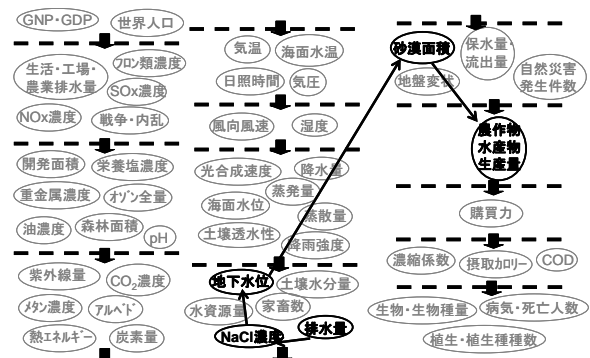 GNP・GDP
世界人口
生活・工場・
農業排水量
フロン類濃度
SOx濃度
NOx濃度
戦争・内乱
開発面積
栄養塩濃度
重金属濃度
オゾン全量
油濃度
森林面積
pH
紫外線量
CO₂濃度
メタン濃度
アルベド
熱エネルギー
炭素量
気温
海面水温
日照時間
気圧
風向風速
湿度
光合成速度
降水量
蒸発量
海面水位
蒸散量
土壌透水性
降雨強度
地下水位
土壌水分量
水資源量
家畜数
NaCl濃度
排水量
砂漠面積
保水量・
流出量
地盤変状
自然災害
発生件数
農作物
水産物
生産量
購買力
濃縮係数
摂取カロリー
COD
生物・生物種量
病気・死亡人数
植生・植生種種数